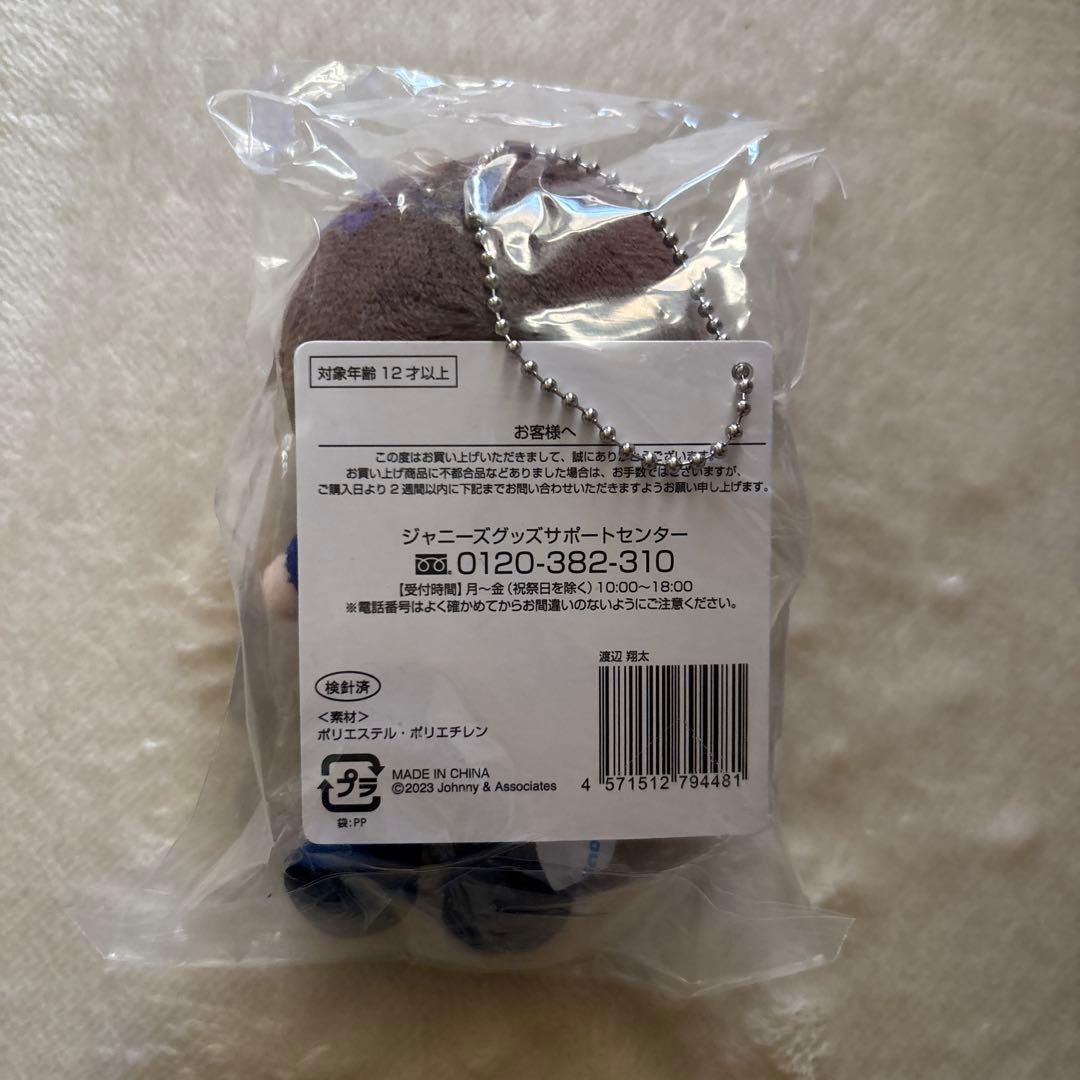 対象年齢 12才以上
お客様へ
この度はお買い上げいただきまして、誠にありがとうございます。
お買い上げ商品に不都合品などありました場合は、お手数ではございますが、
ご購入日より2週間以内に下記までお問い合わせいただきますようお願い申し上げます。
ジャニーズグッズサポートセンター
0120-382-310
【受付時間】月〜金（祝祭日を除く）10:00〜18:00
※電話番号はよく確かめてからお間違いのないようにご注意ください。
渡辺 翔太
検針済
＜素材＞
ポリエステル・ポリエチレン
プラ
袋:PP
MADE IN CHINA
©2023 Johnny & Associates
4 571512 794481